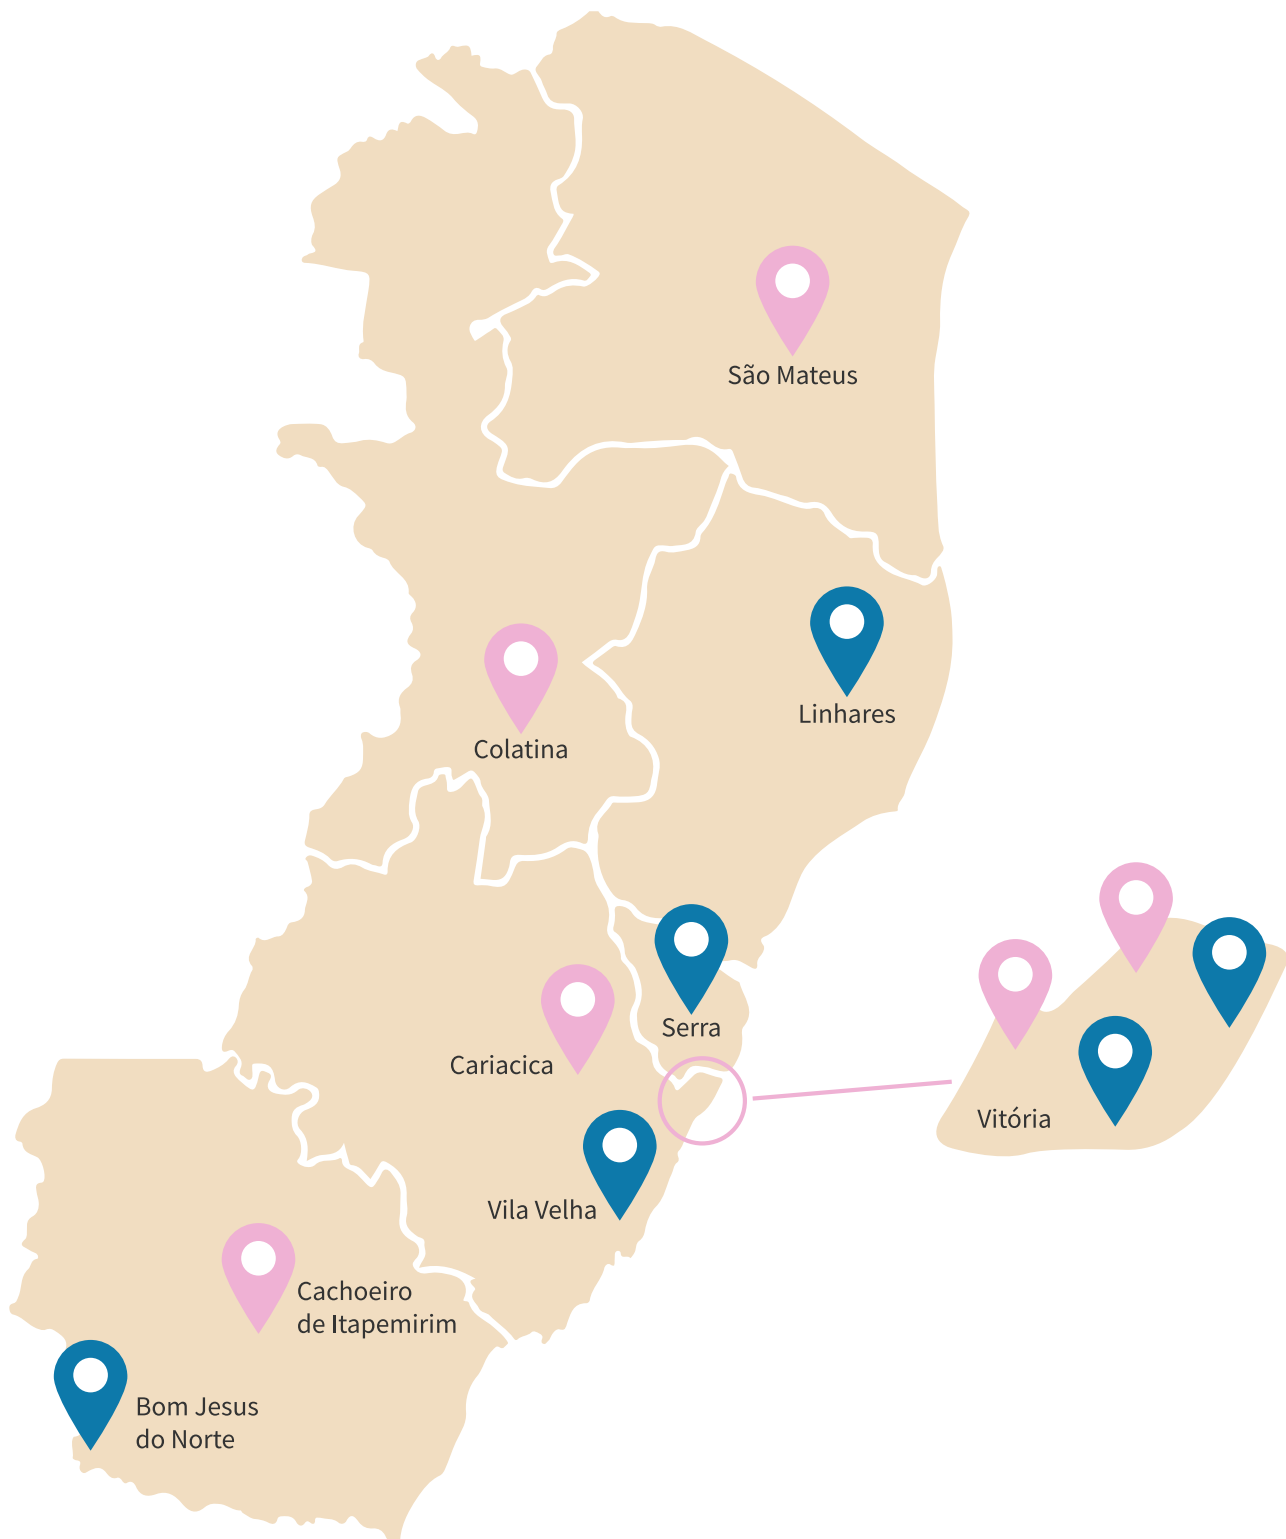 São Mateus
Linhares
Colatina
Serra
Cariacica
Vitória
Vila Velha
Cachoeiro
de Itapemirim
Bom Jesus
do Norte